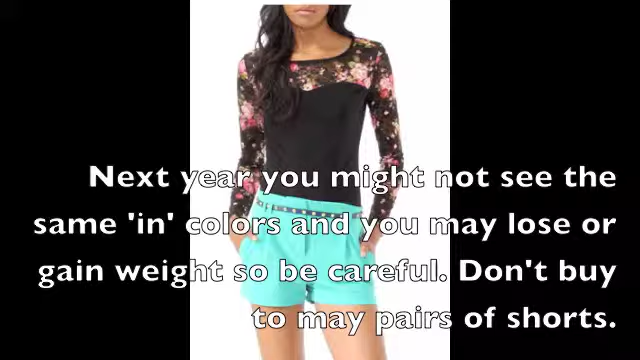 Next year you might not see the
same 'in' colors and you may lose or
gain weight so be careful. Don't buy
to may pairs of shorts.